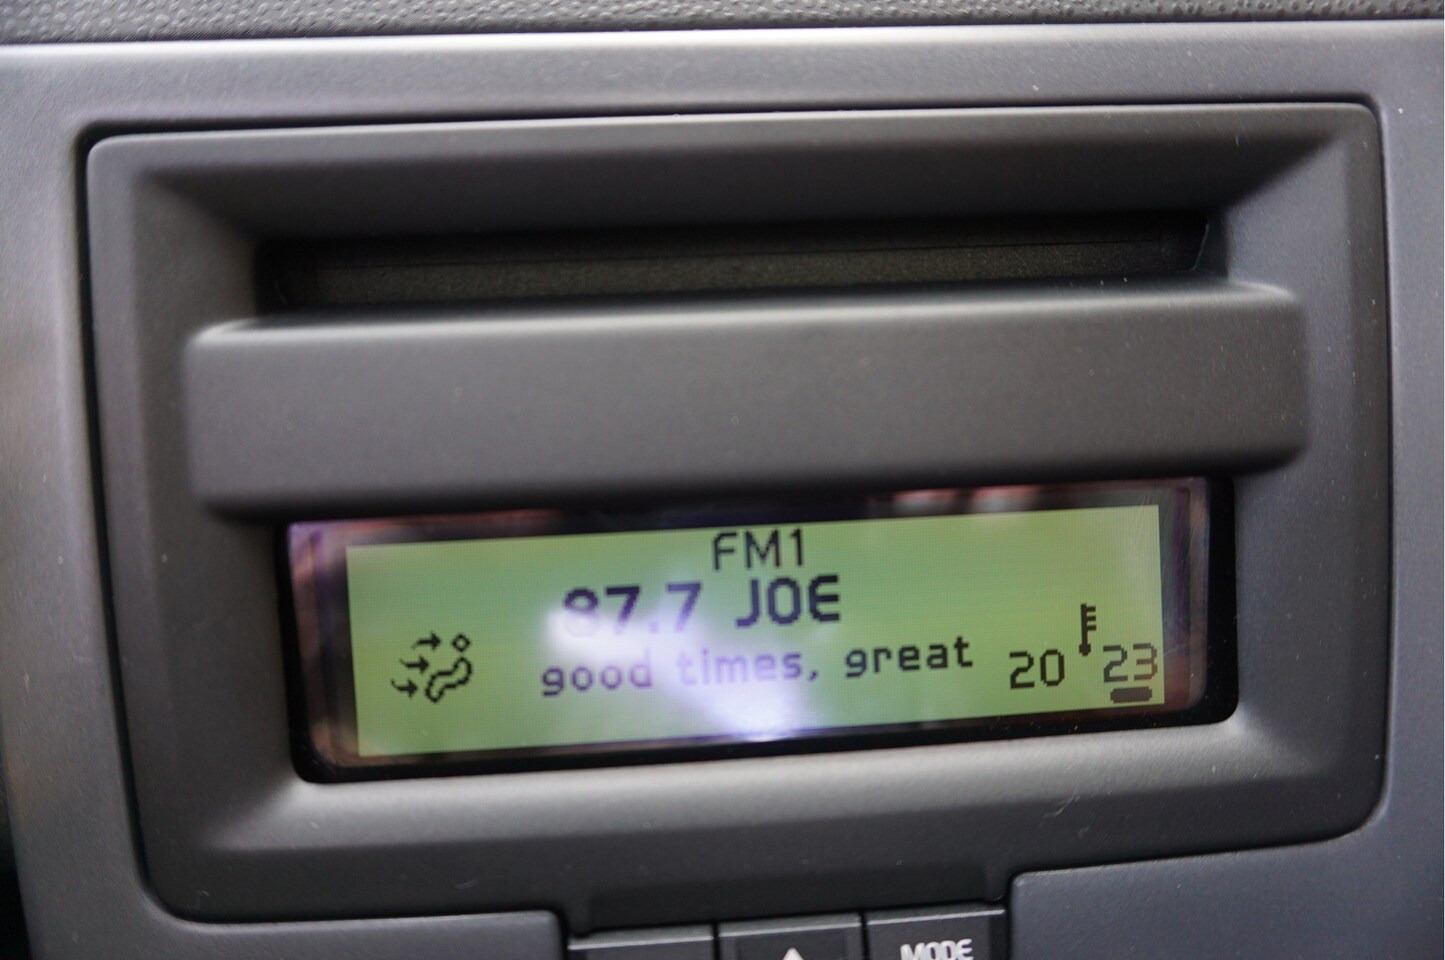 FM1
87.7 JOE
good times, great
20 23
MODE